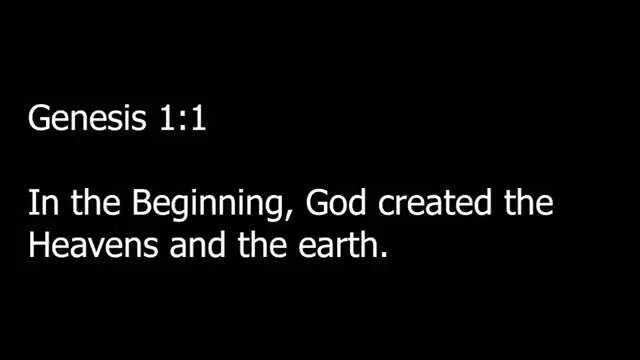 Genesis 1:1
In the Beginning, God created the
Heavens and the earth.